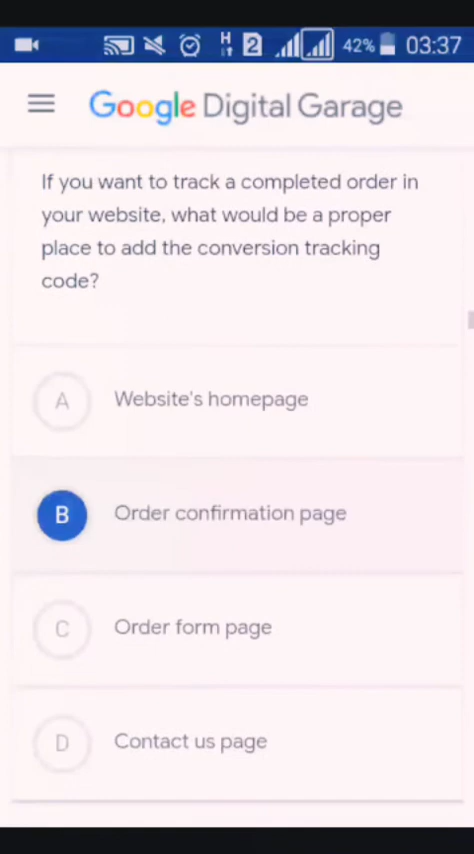 H 2 42% 03:37
Google Digital Garage
If you want to track a completed order in
your website, what would be a proper
place to add the conversion tracking
code?
A Website's homepage
B Order confirmation page
C Order form page
D Contact us page